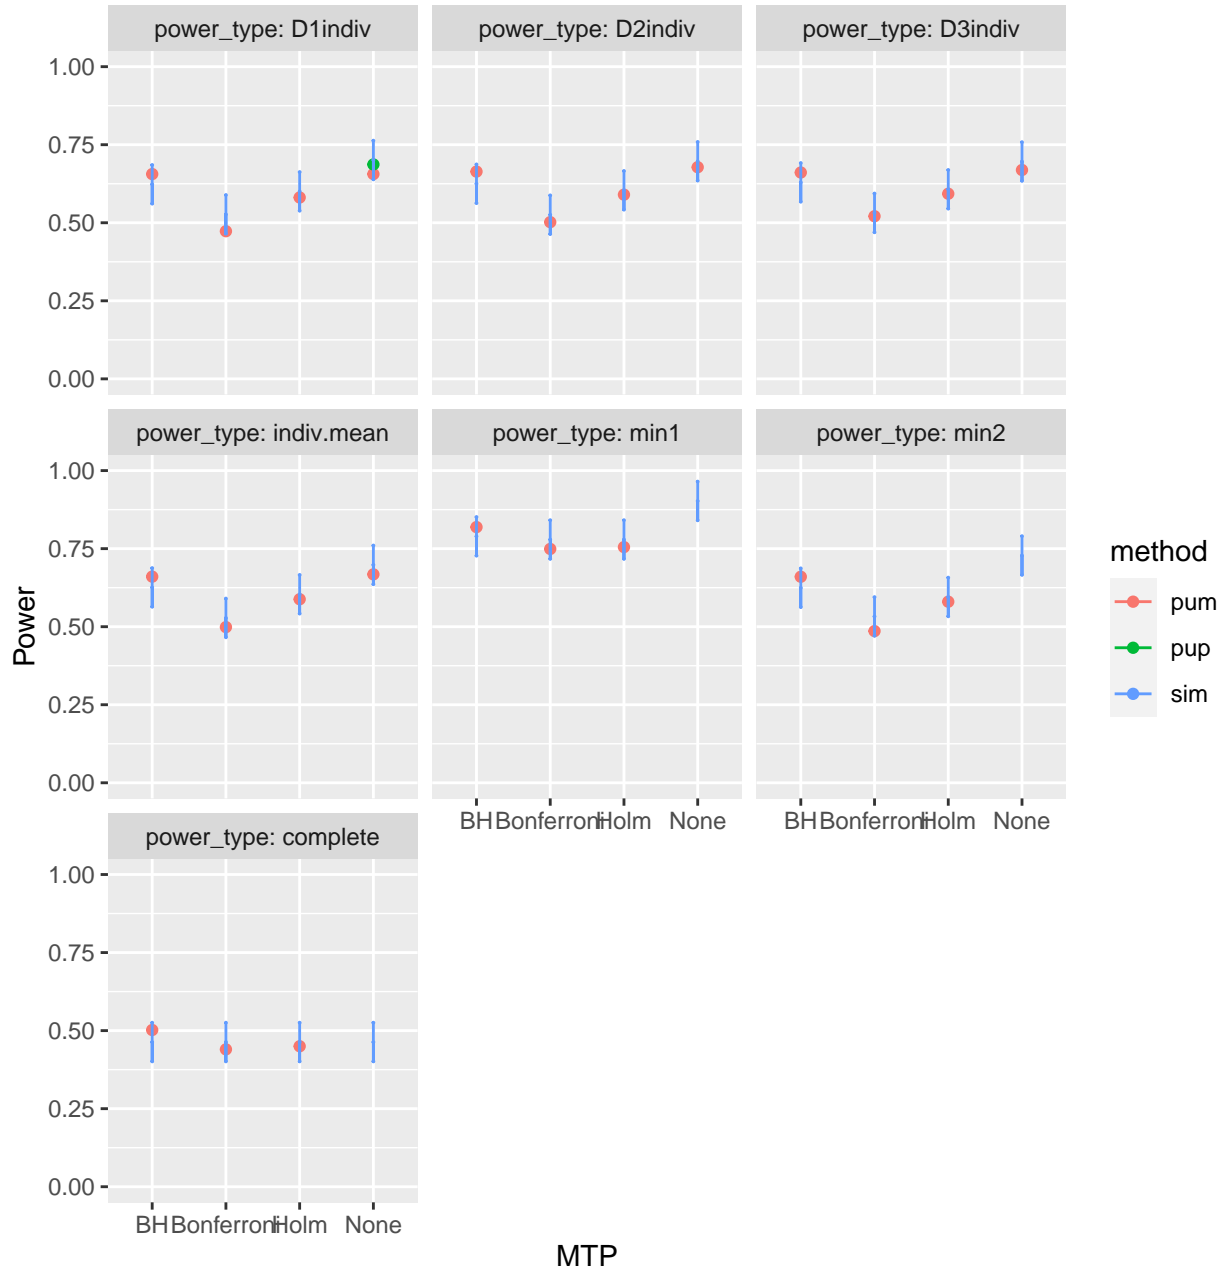 power_type: D1indiv
power_type: D2indiv
power_type: D3indiv
1.00
0.75
0.50
0.25
0.00
power_type: indiv.mean
power_type: min1
power_type: min2
1.00
0.75
0.50
0.25
0.00
BH Bonferroni Holm None
BH Bonferroni Holm None
power_type: complete
1.00
0.75
0.50
0.25
0.00
BH Bonferroni Holm None
MTP
Power
method
pum
pup
sim